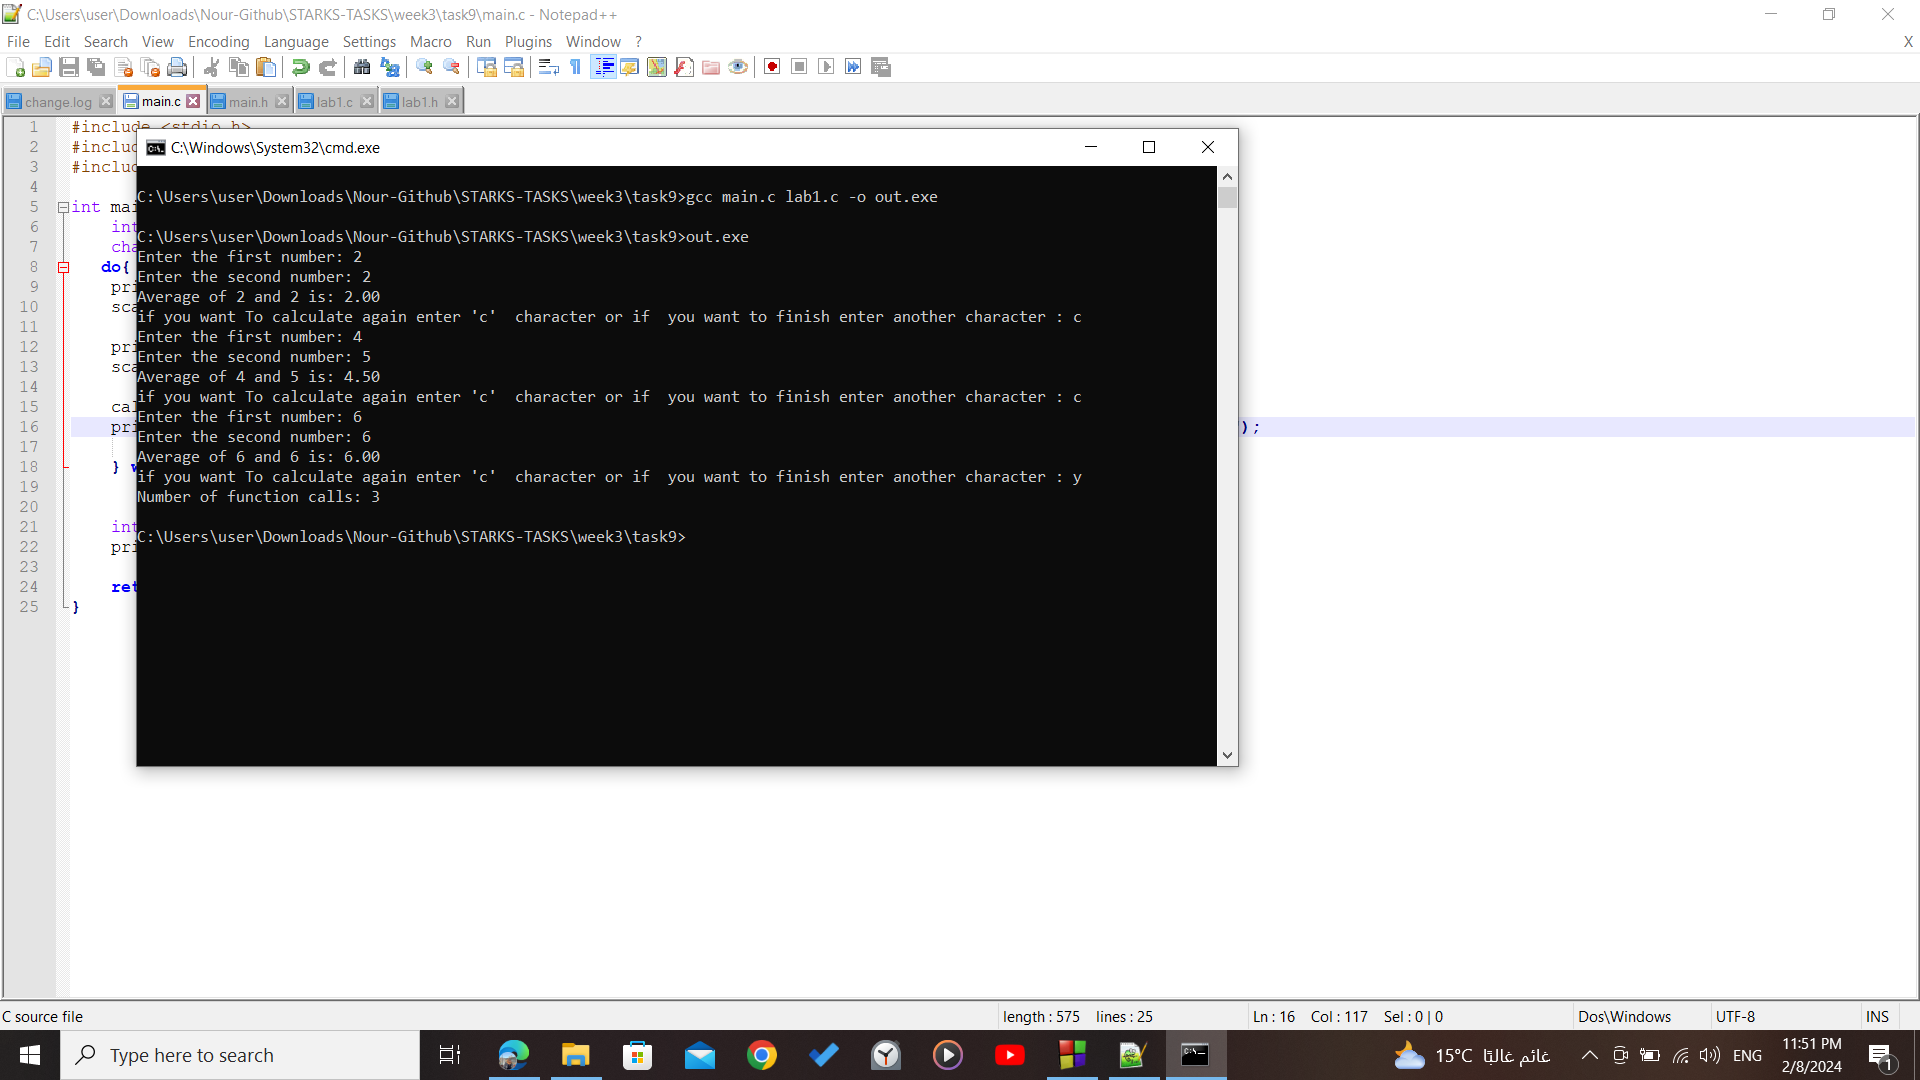 C:\Users\user\Downloads\Nour-Github\STARKS-TASKS\week3\task9\main.c - Notepad++
File Edit Search View Encoding Language Settings Macro Run Plugins Window ? X
change.log main.c main.h lab1.c lab1.h
1 #include <stdio.h>
2 #includ
3 #includ
4
5 int mai
6 int
7 cha
8 do{
9 pri
10 sca
11
12 pri
13 sca
14
15 cal
16 pri );
17
18 } w
19
20
21 int
22 pri
23
24 ret
25 }
C:\Windows\System32\cmd.exe
C:\Users\user\Downloads\Nour-Github\STARKS-TASKS\week3\task9>gcc main.c lab1.c -o out.exe
C:\Users\user\Downloads\Nour-Github\STARKS-TASKS\week3\task9>out.exe
Enter the first number: 2
Enter the second number: 2
Average of 2 and 2 is: 2.00
if you want To calculate again enter 'c'  character or if  you want to finish enter another character : c
Enter the first number: 4
Enter the second number: 5
Average of 4 and 5 is: 4.50
if you want To calculate again enter 'c'  character or if  you want to finish enter another character : c
Enter the first number: 6
Enter the second number: 6
Average of 6 and 6 is: 6.00
if you want To calculate again enter 'c'  character or if  you want to finish enter another character : y
Number of function calls: 3
C:\Users\user\Downloads\Nour-Github\STARKS-TASKS\week3\task9>
C source file length : 575 lines : 25 Ln : 16 Col : 117 Sel : 0 | 0 Dos\Windows UTF-8 INS
Type here to search 15°C غائم غالبًا ENG 11:51 PM
2/8/2024 1